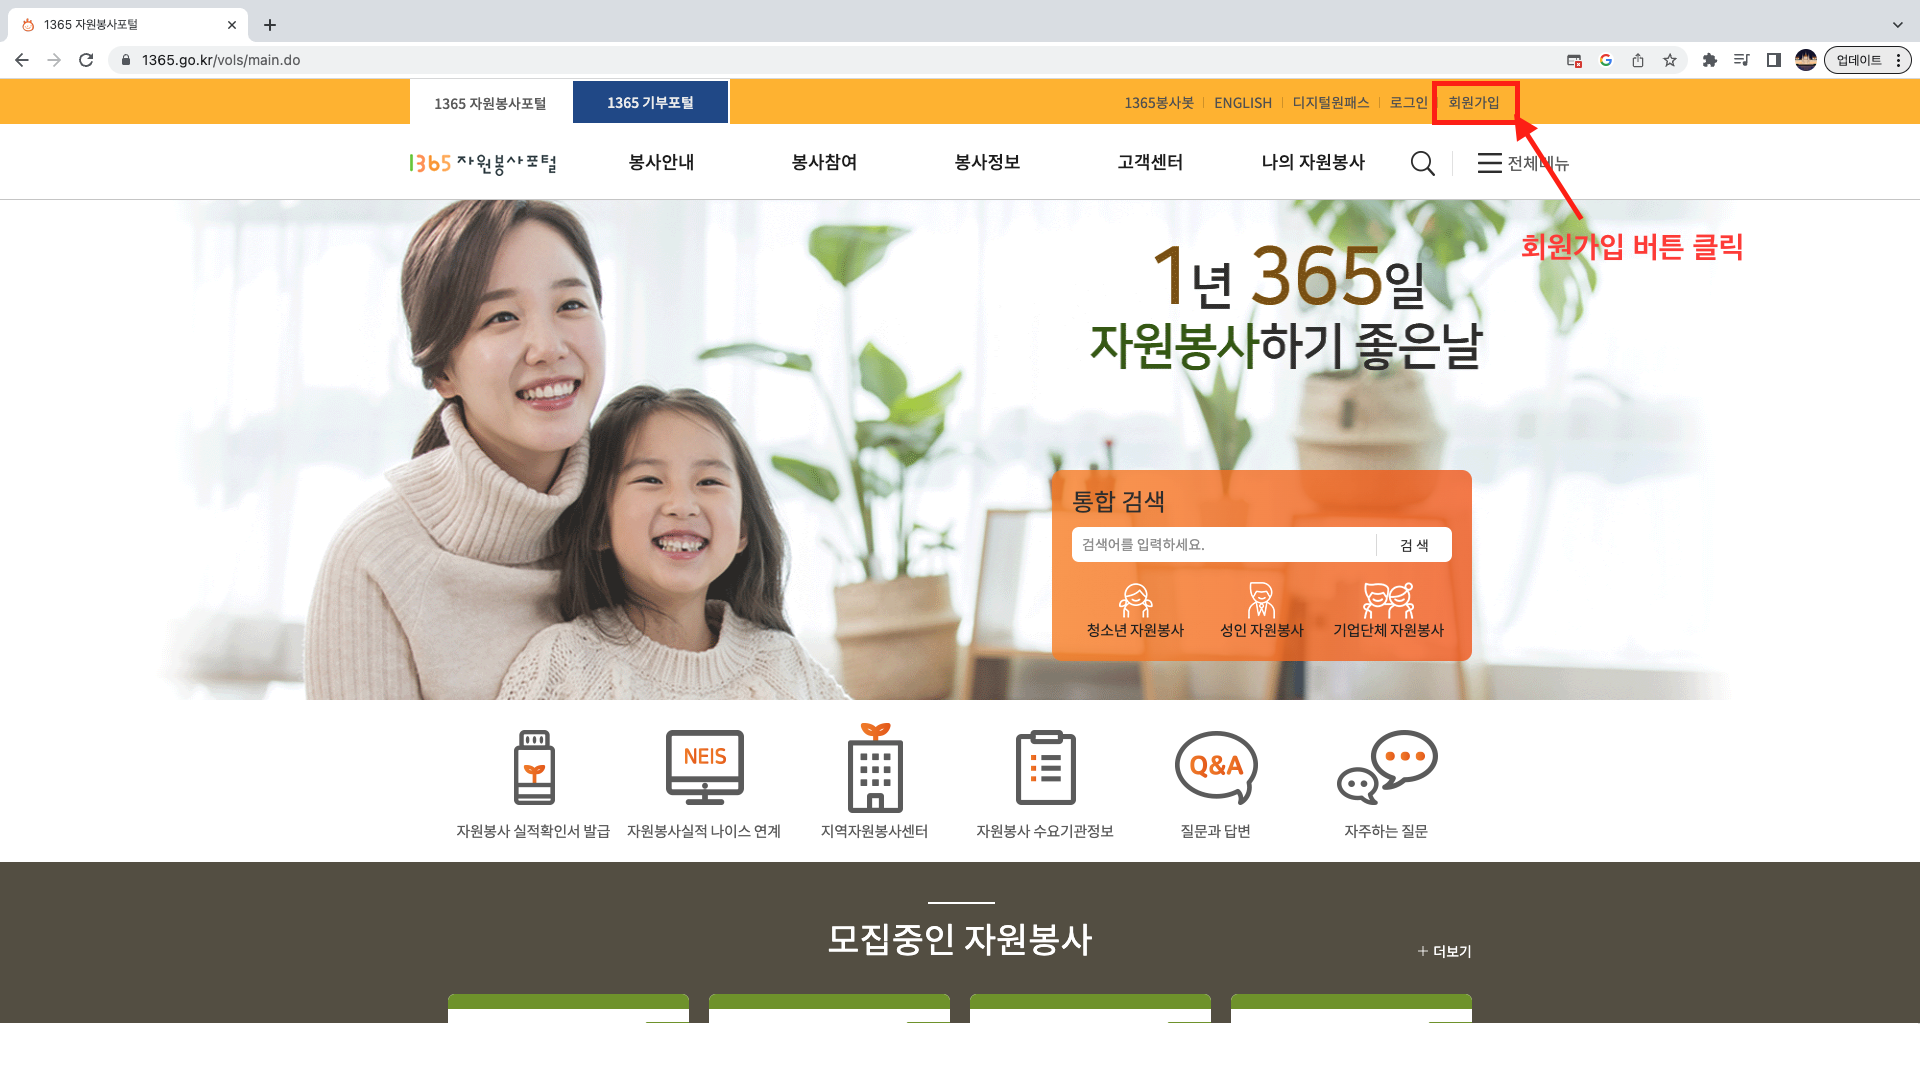 1365 자원봉사포털
1365.go.kr/vols/main.do
업데이트
1365 자원봉사포털
1365 기부포털
1365봉사봇
ENGLISH
디지털원패스
로그인
회원가입
1365 자원봉사포털
봉사안내
봉사참여
봉사정보
고객센터
나의 자원봉사
전체메뉴
회원가입 버튼 클릭
1년 365일
자원봉사하기 좋은날
통합 검색
검색어를 입력하세요.
검 색
청소년 자원봉사
성인 자원봉사
기업단체 자원봉사
NEIS
Q&A
자원봉사 실적확인서 발급
자원봉사실적 나이스 연계
지역자원봉사센터
자원봉사 수요기관정보
질문과 답변
자주하는 질문
모집중인 자원봉사
+ 더보기